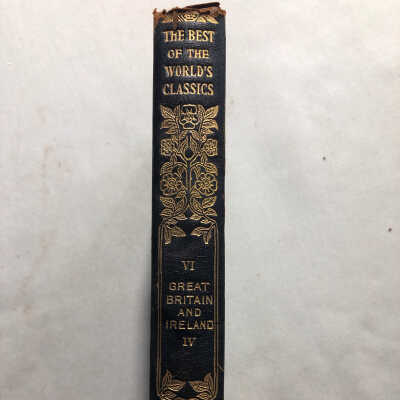 THE BEST
OF THE
WORLD'S
CLASSICS
VI
GREAT
BRITAIN
AND
IRELAND
IV